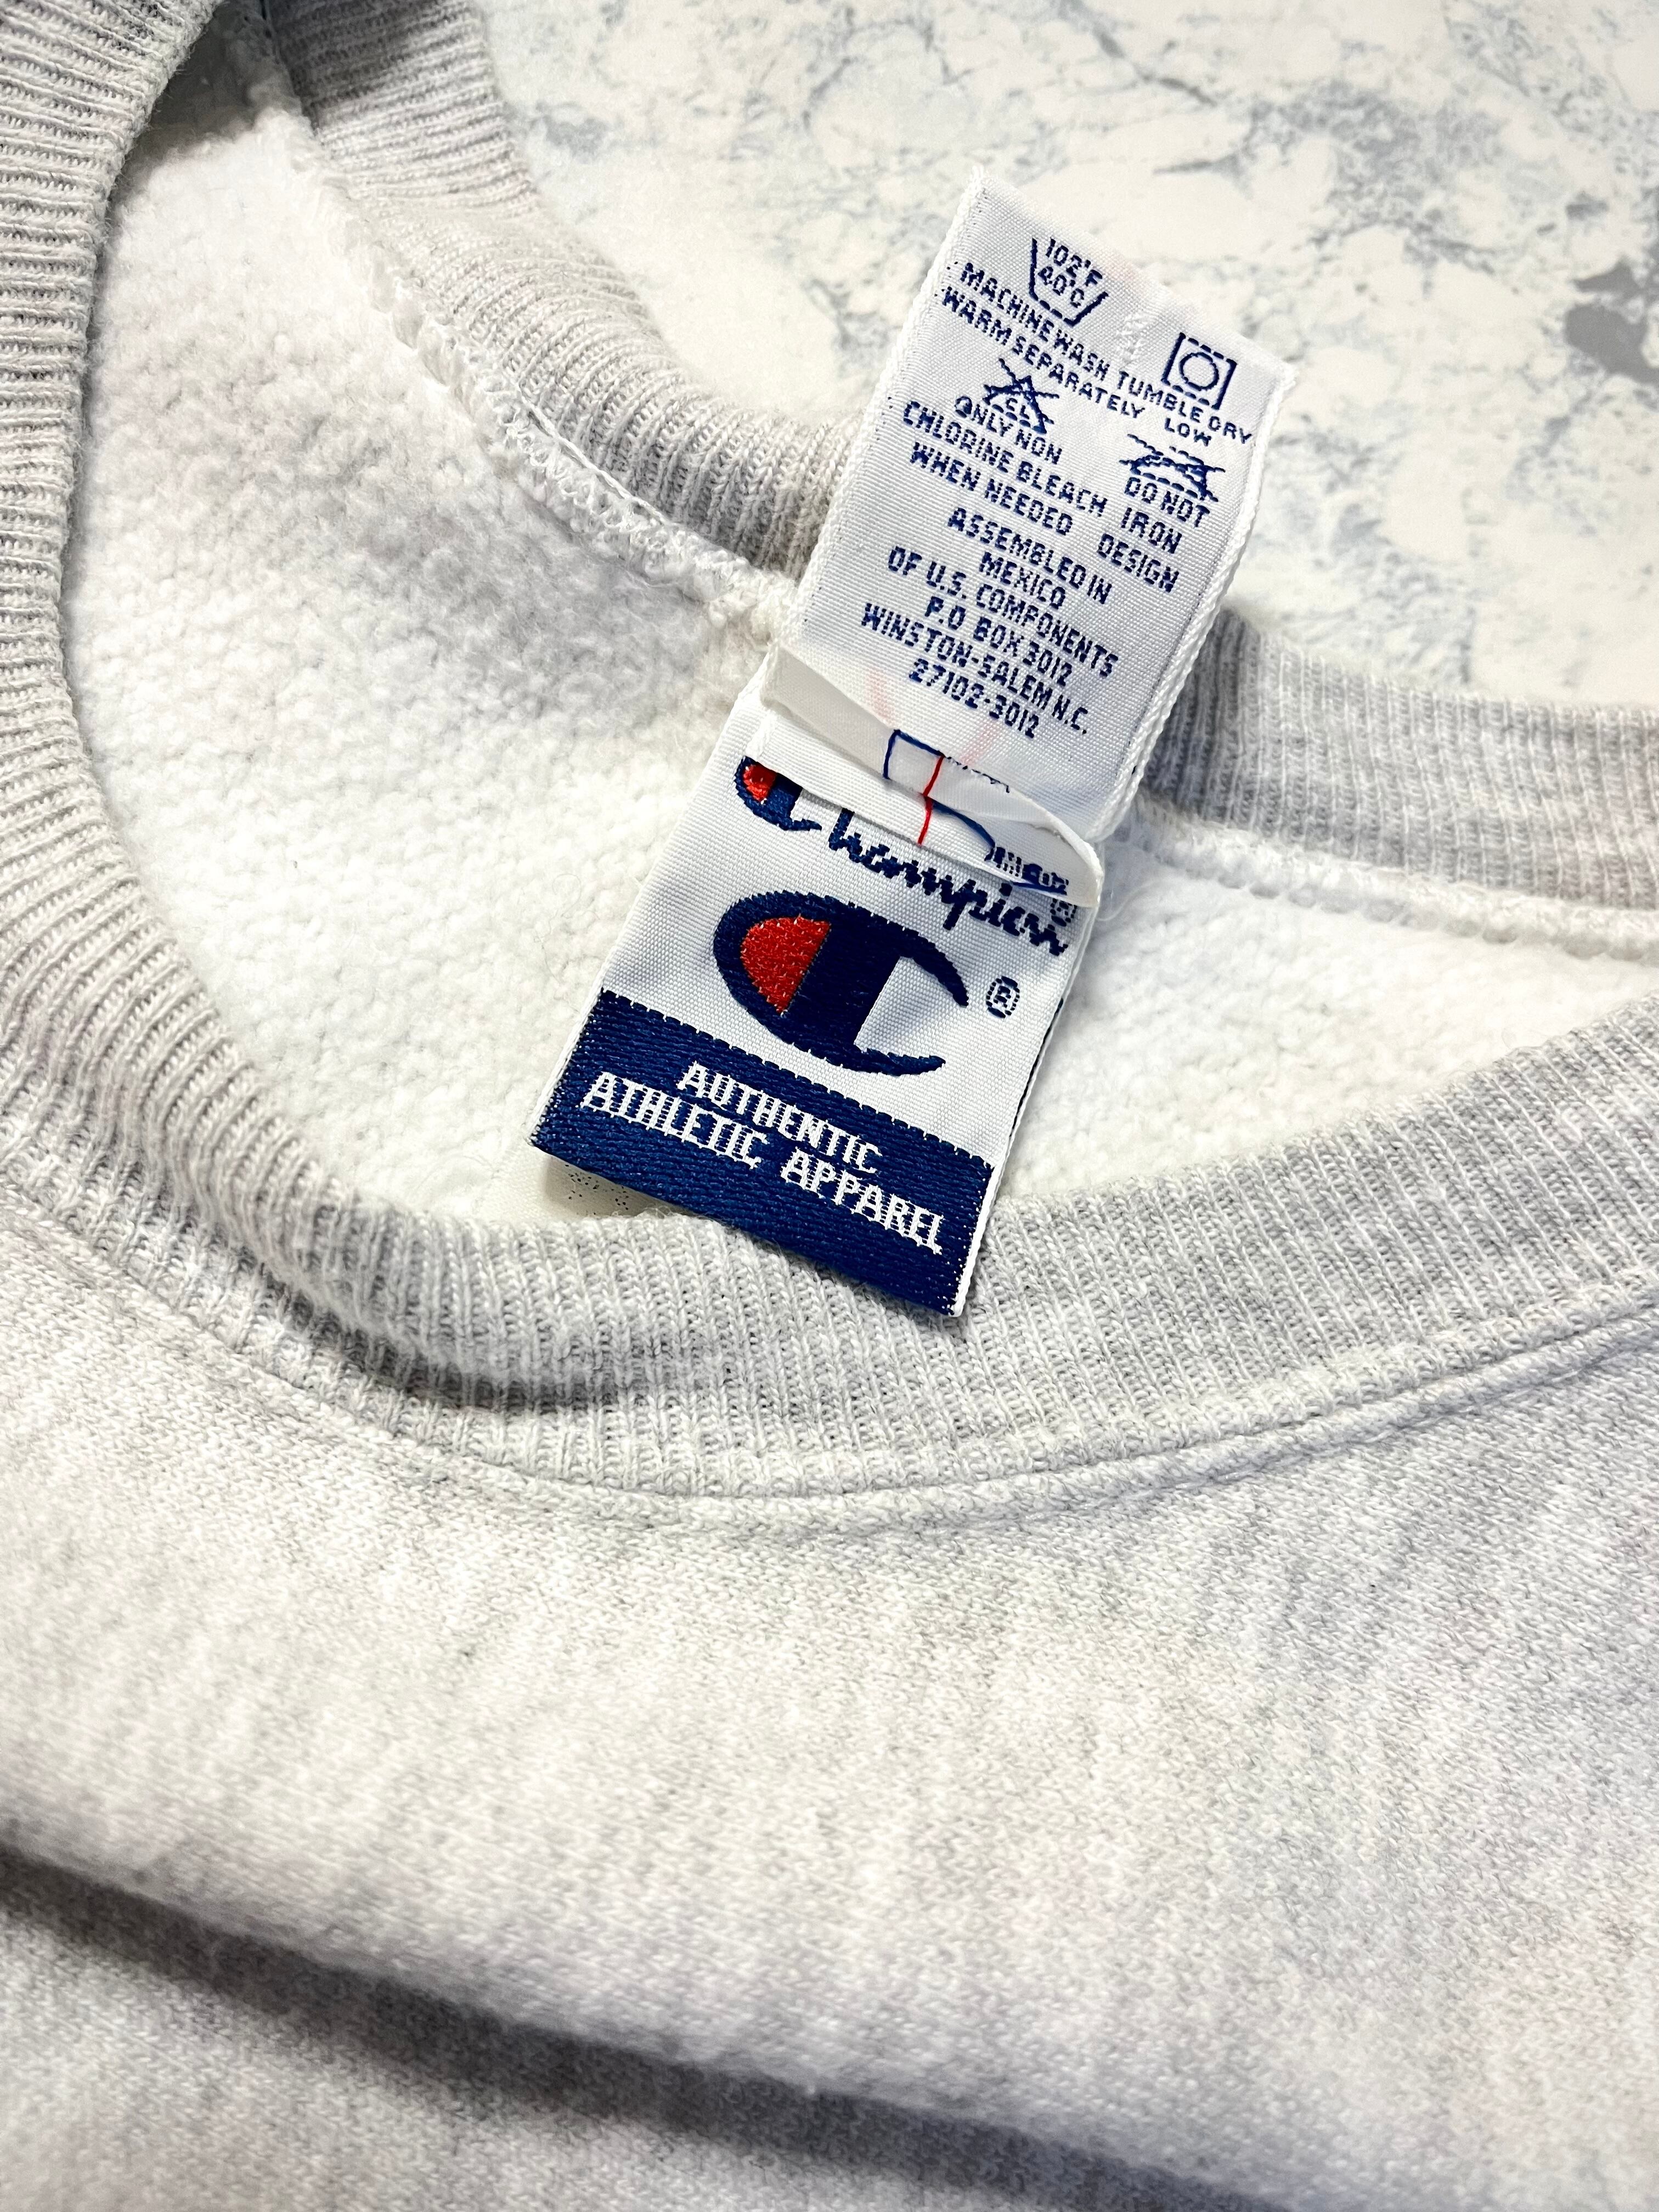 102°F
40°C
MACHINE WASH
WARM SEPARATELY
TUMBLE DRY
LOW
CL
ONLY NON
CHLORINE BLEACH
WHEN NEEDED
DO NOT
IRON
DESIGN
ASSEMBLED IN
MEXICO
OF U.S. COMPONENTS
P.O BOX 3012
WINSTON-SALEM N.C.
27102-3012
Champion®
®
AUTHENTIC
ATHLETIC APPAREL